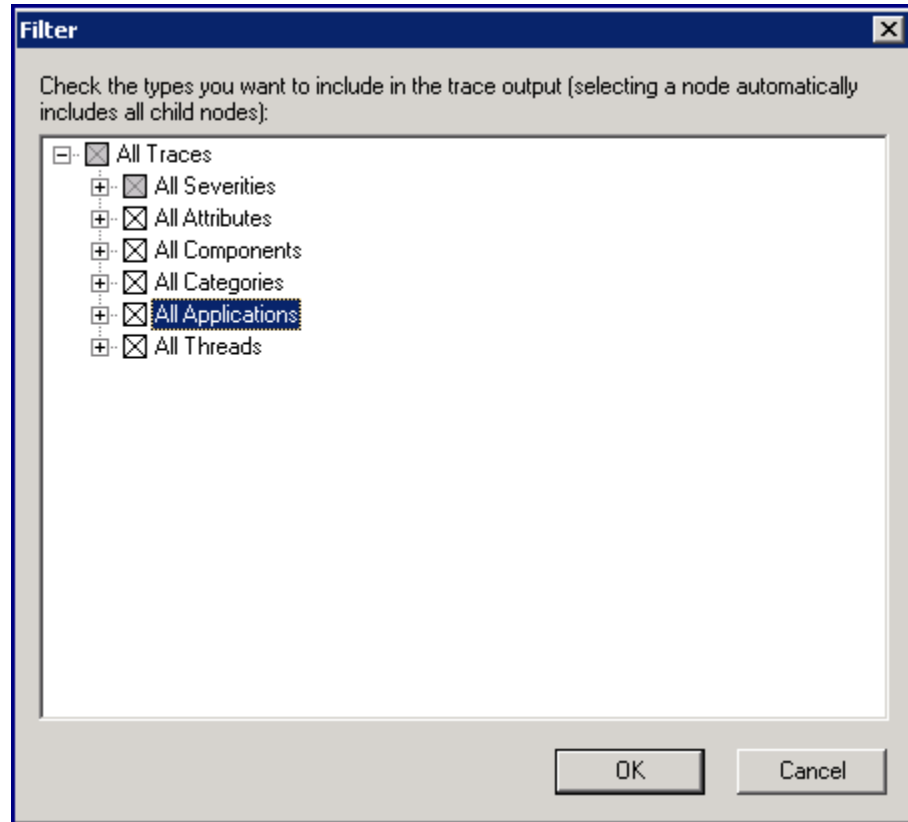 Filter
Check the types you want to include in the trace output (selecting a node automatically
includes all child nodes):
All Traces
All Severities
All Attributes
All Components
All Categories
All Applications
All Threads
OK Cancel